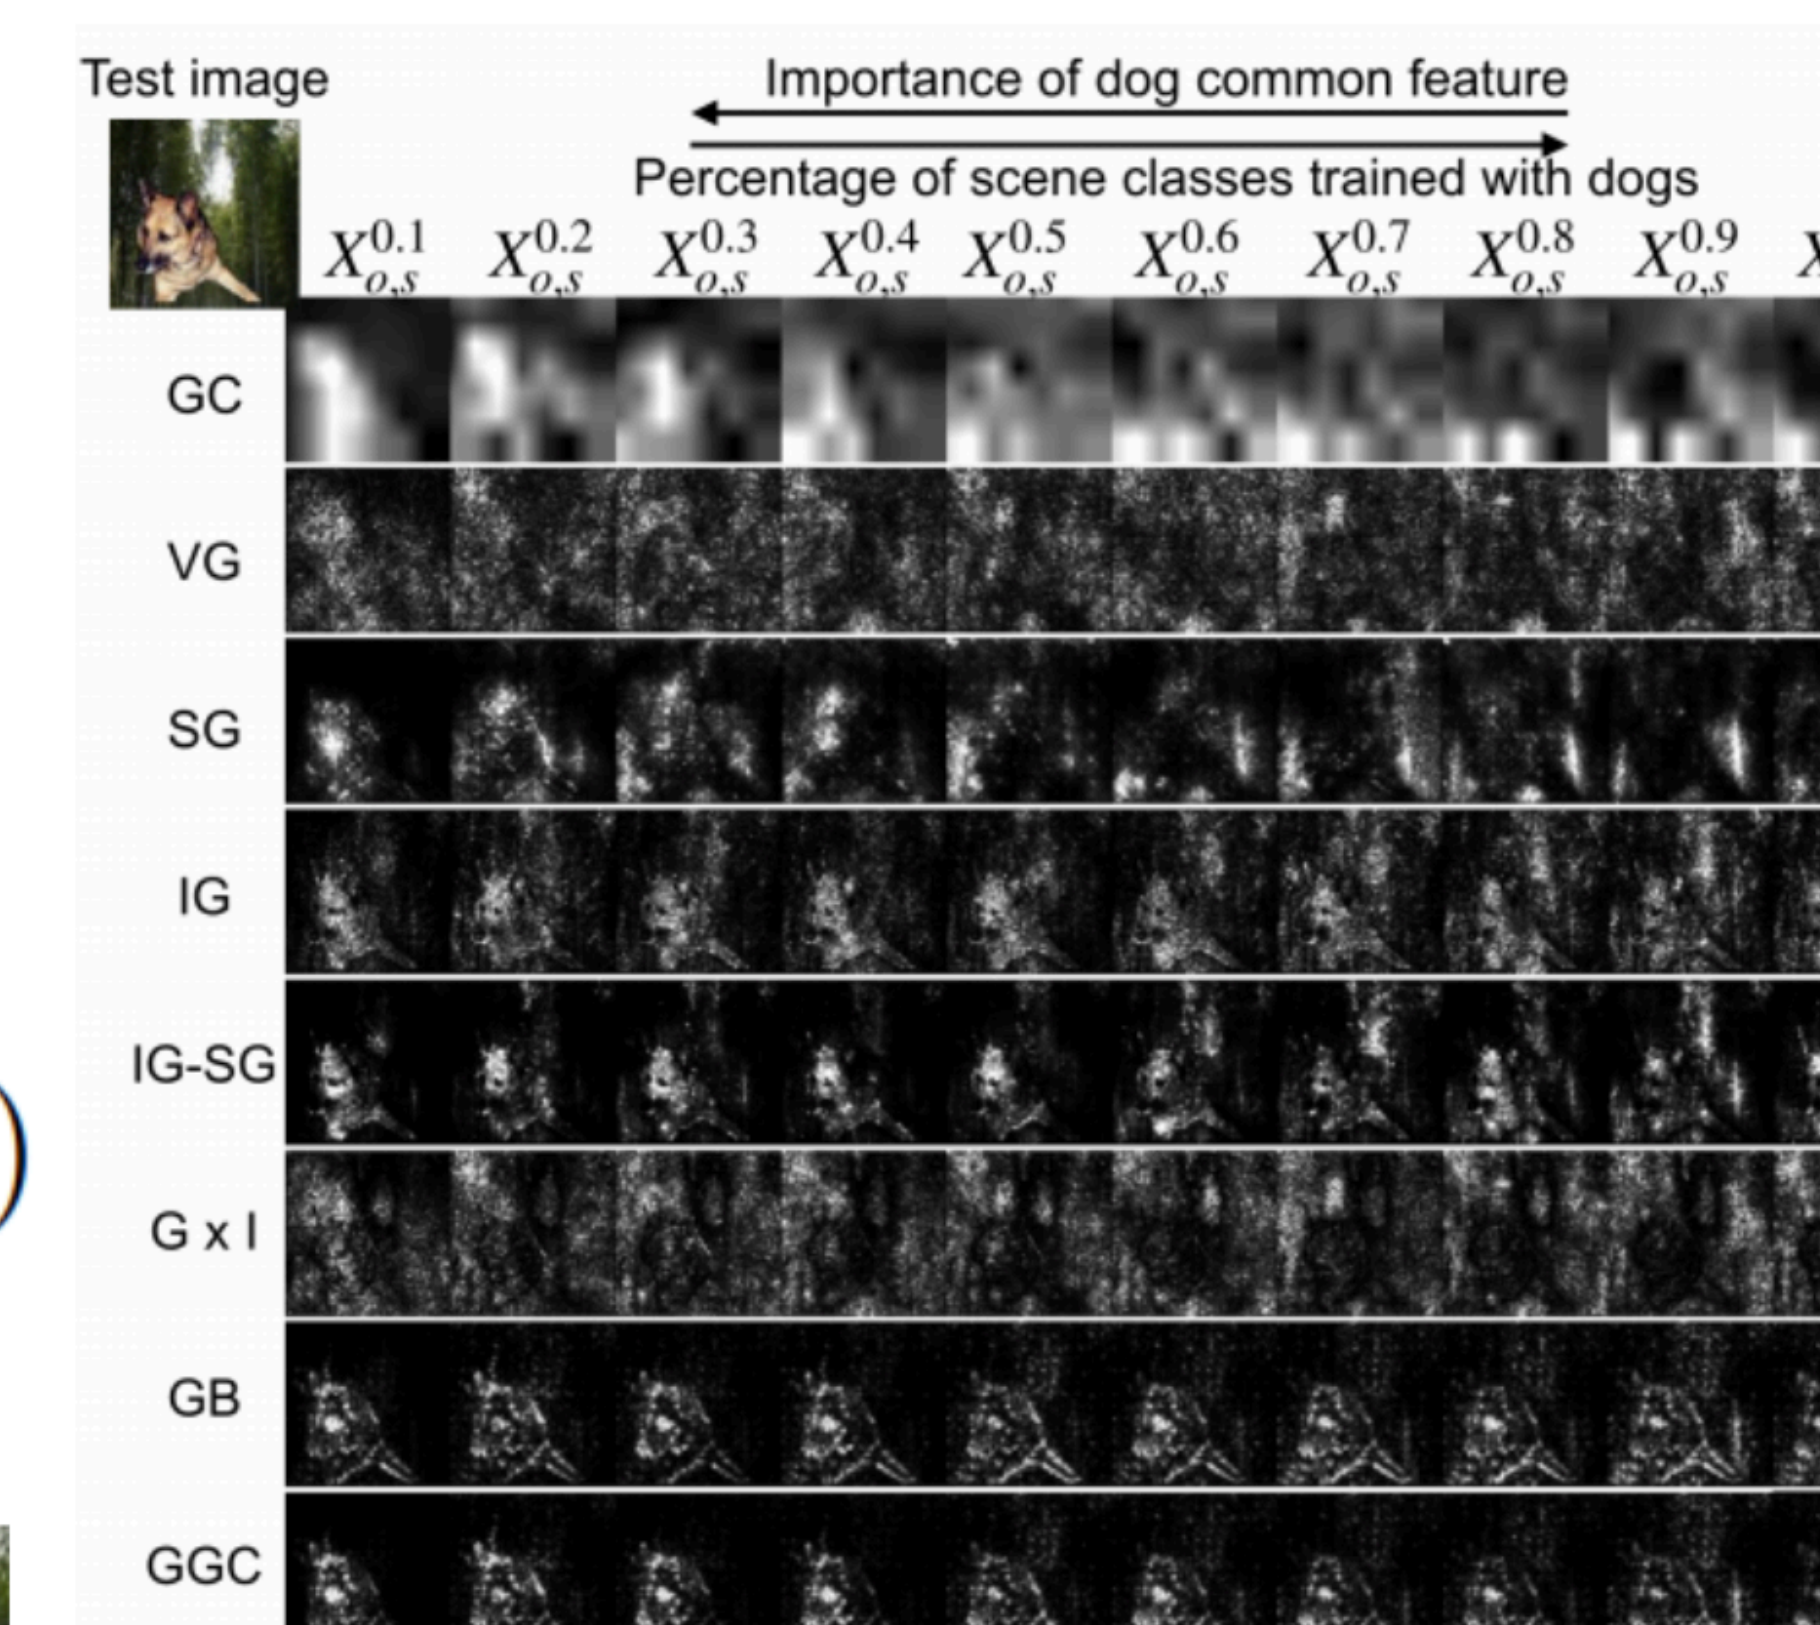 Test image
Importance of dog common feature
Percentage of scene classes trained with dogs
X^{0.1}_{o,s} X^{0.2}_{o,s} X^{0.3}_{o,s} X^{0.4}_{o,s} X^{0.5}_{o,s} X^{0.6}_{o,s} X^{0.7}_{o,s} X^{0.8}_{o,s} X^{0.9}_{o,s}
GC
VG
SG
IG
IG-SG
G x I
GB
GGC